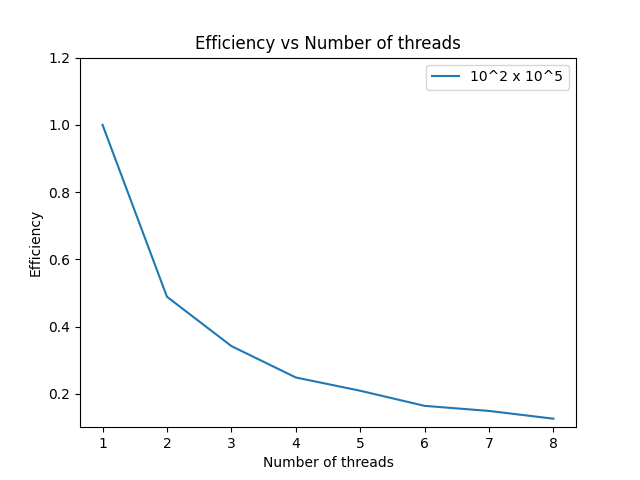 Efficiency vs Number of threads
10^2 x 10^5
1.2
1.0
0.8
0.6
0.4
0.2
Efficiency
1 2 3 4 5 6 7 8
Number of threads